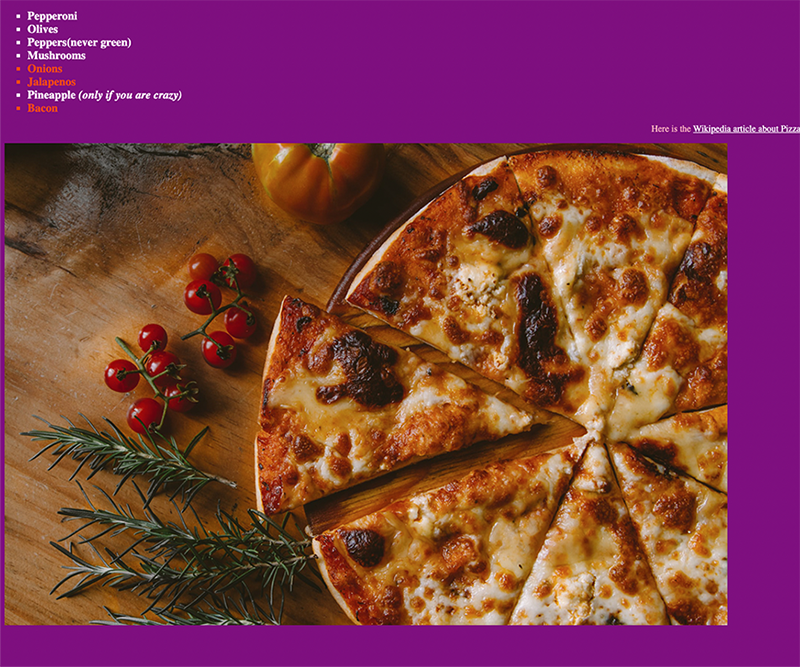 Pepperoni
Olives
Peppers(never green)
Mushrooms
Onions
Jalapenos
Pineapple (only if you are crazy)
Bacon
Here is the Wikipedia article about Pizza